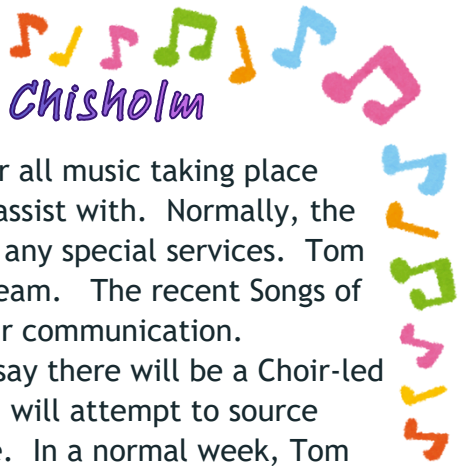 Chisholm
r all music taking place
assist with.  Normally, the
any special services.  Tom
eam.   The recent Songs of
r communication.
say there will be a Choir-led
will attempt to source
e.  In a normal week, Tom